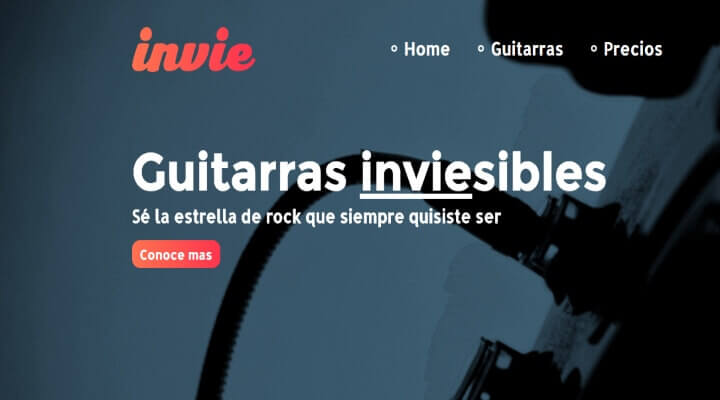 invie
Home
Guitarras
Precios
Guitarras inviesibles
Sé la estrella de rock que siempre quisiste ser
Conoce mas